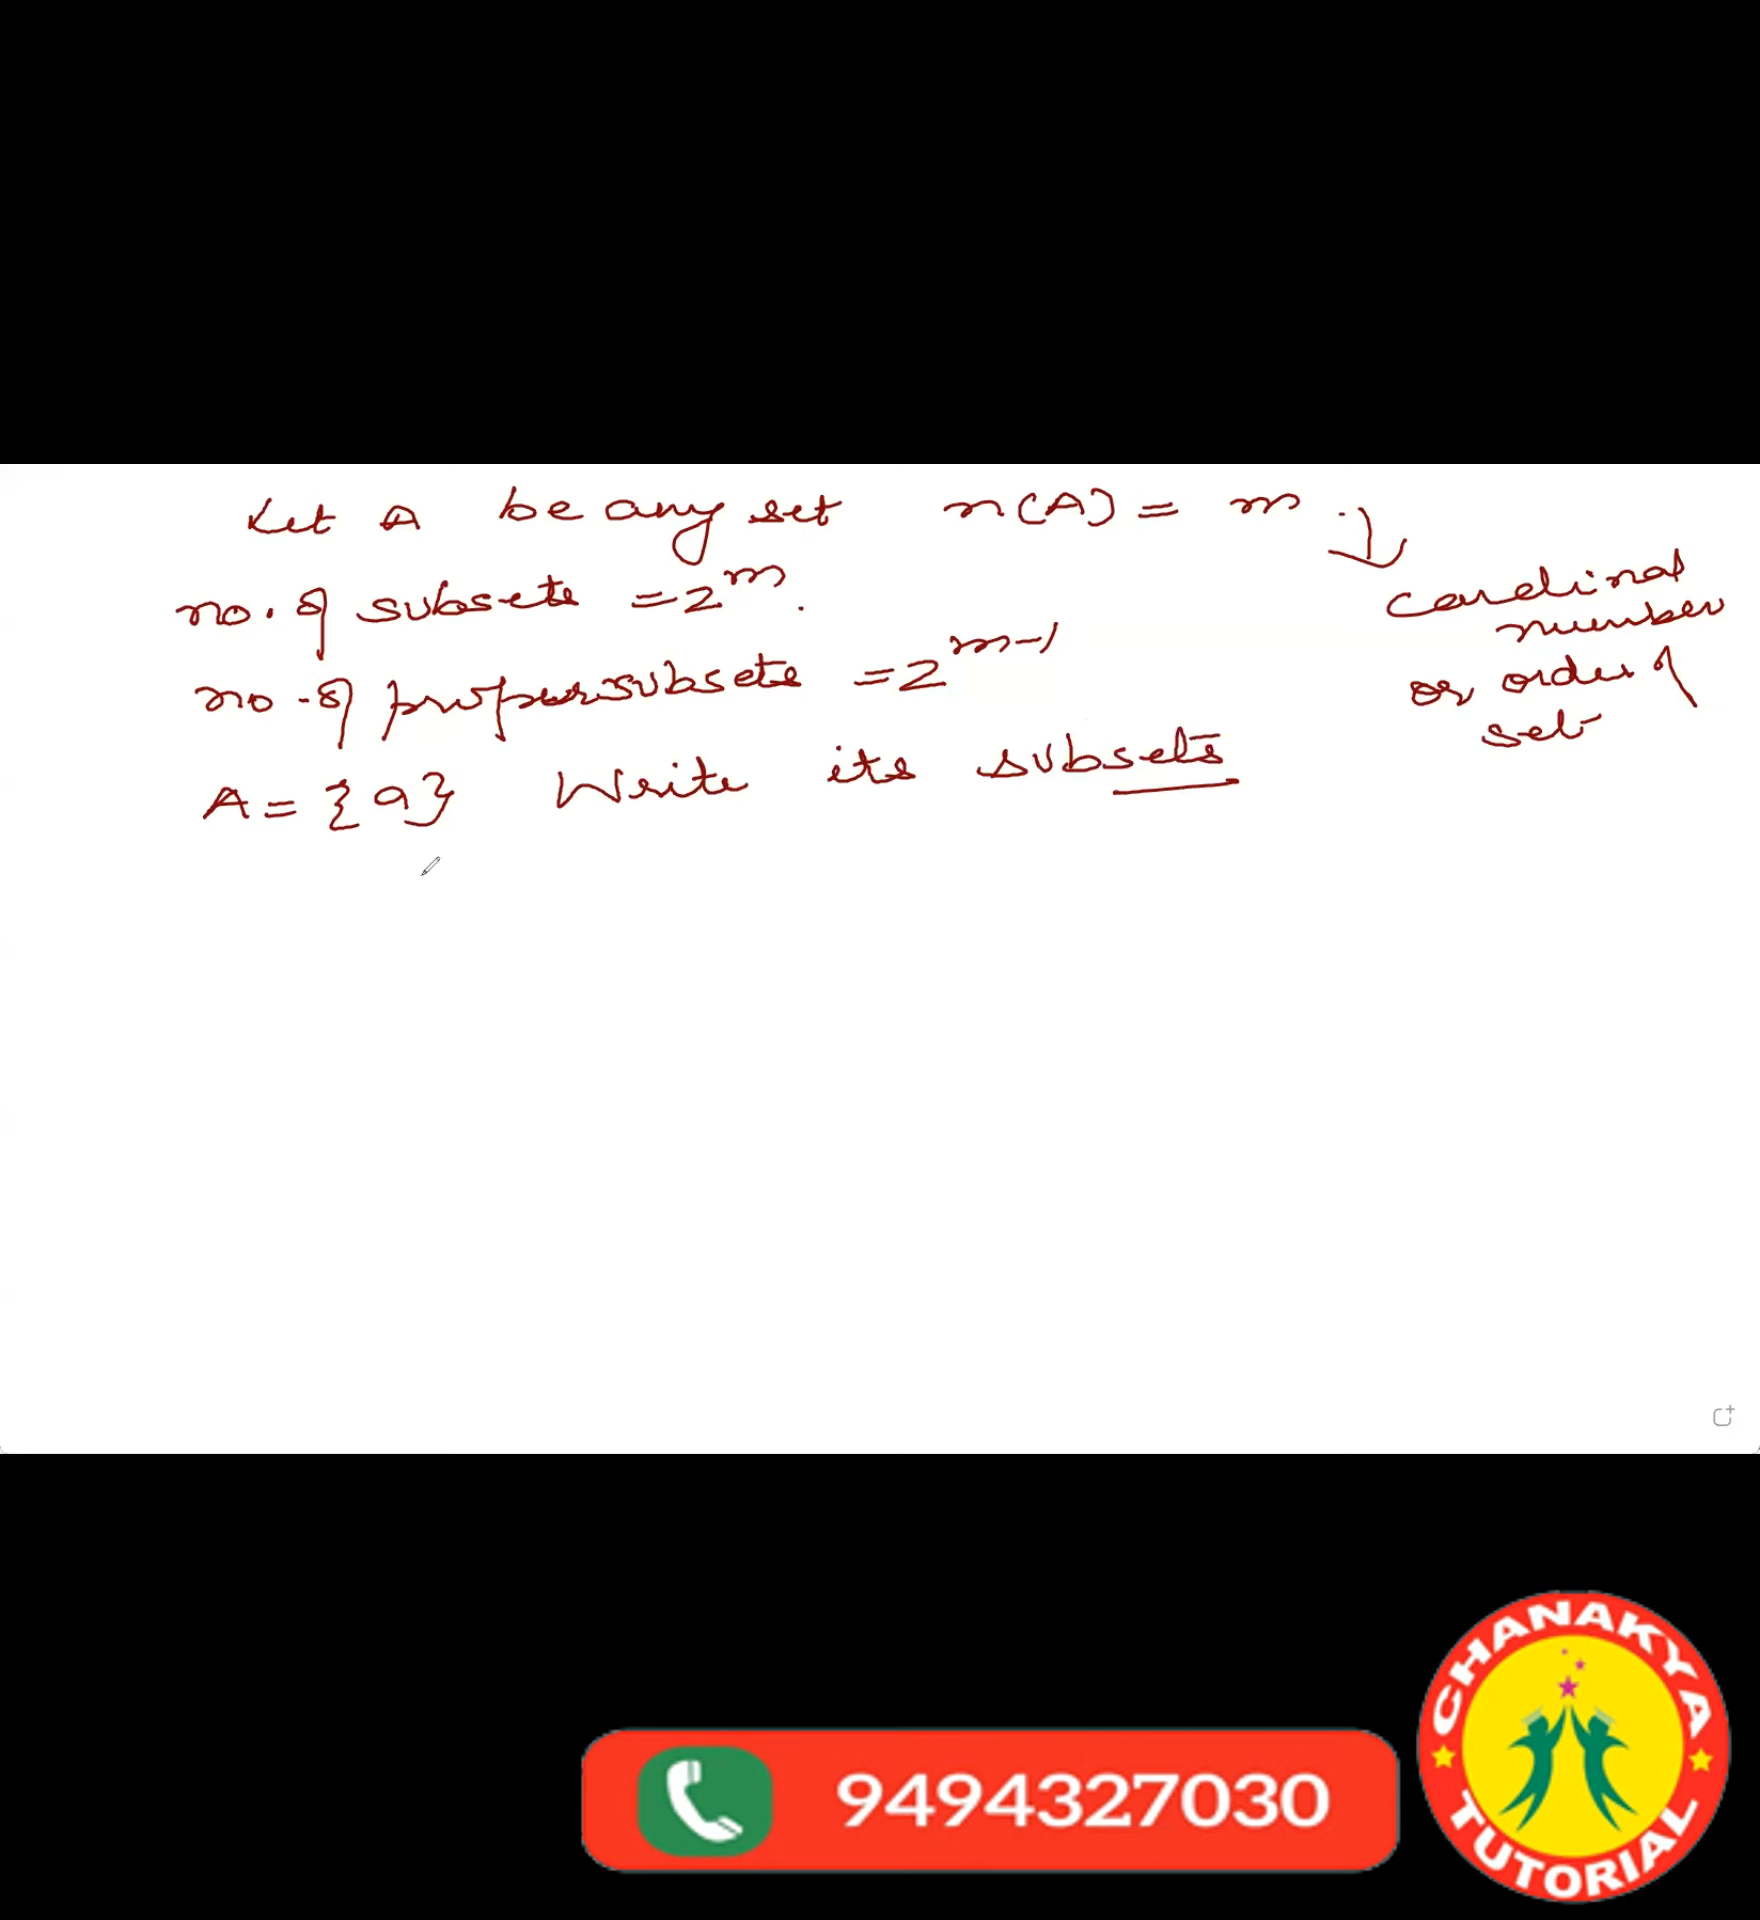 Let A be any set n(A) = m.
cardinal
number
or order of
set
no. of subsets = 2^m.
no. of proper subsets = 2^m-1
A = {a} Write its subsets
CHANAKYA
TUTORIAL
9494327030